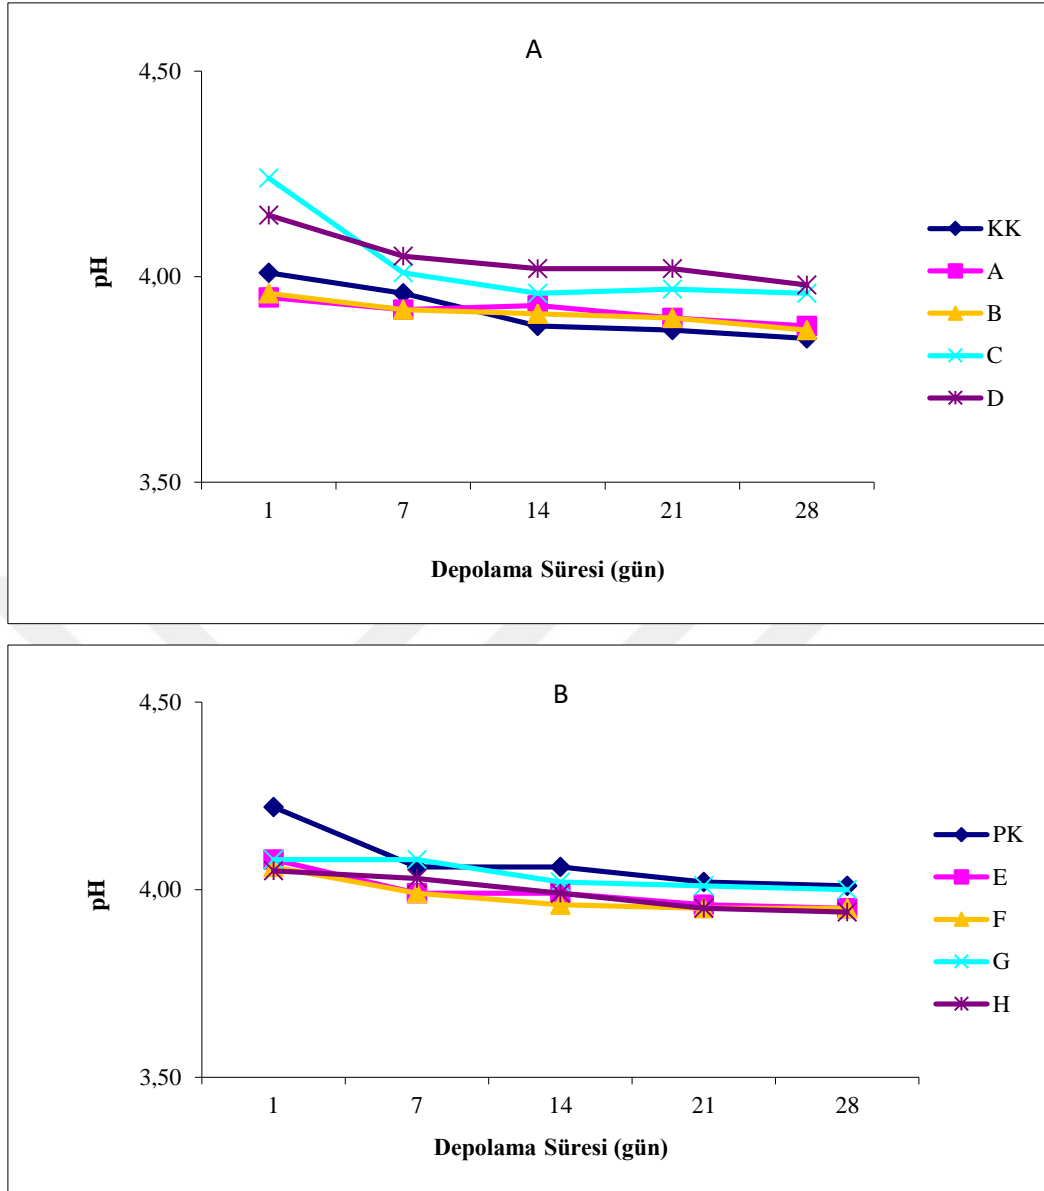 A
4,50
4,00
3,50
pH
1 7 14 21 28
Depolama Süresi (gün)
KK
A
B
C
D
B
4,50
4,00
3,50
pH
1 7 14 21 28
Depolama Süresi (gün)
PK
E
F
G
H